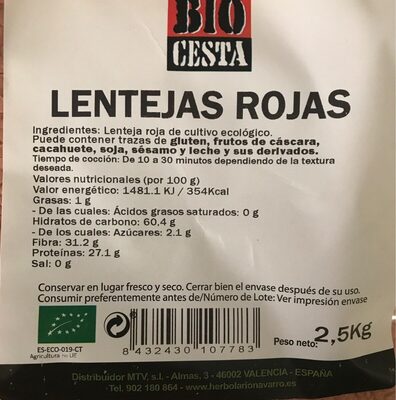 BIO
CESTA
LENTEJAS ROJAS
Ingredientes: Lenteja roja de cultivo ecológico.
Puede contener trazas de gluten, frutos de cáscara,
cacahuete, soja, sésamo y leche y sus derivados.
Tiempo de cocción: De 10 a 30 minutos dependiendo de la textura
deseada.
Valores nutricionales (por 100 g)
Valor energético: 1481.1 KJ / 354Kcal
Grasas: 1 g
- De las cuales: Ácidos grasos saturados: 0 g
Hidratos de carbono: 60.4 g
- De los cuales: Azúcares: 2.1 g
Fibra: 31.2 g
Proteínas: 27.1 g
Sal: 0 g
Conservar en lugar fresco y seco. Cerrar bien el envase después de su uso.
Consumir preferentemente antes de/Número de Lote: Ver impresión envase
ES-ECO-019-CT
Agricultura no UE
8 432430 107783
Peso neto: 2,5Kg
Distribuidor MTV, s.l. - Almas, 4 - 46002 VALENCIA - ESPAÑA
Tel. 902 180 864 - www.herbolarionavarro.es